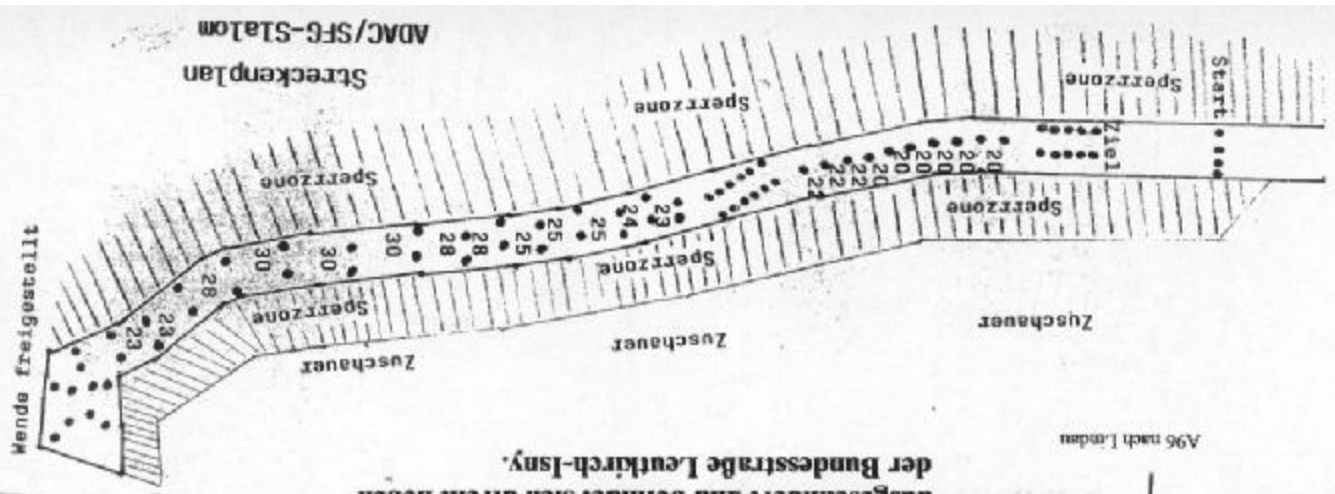 ADAC/SFG-Slalom
Streckenplan
Start
Sperrzone
Sperrzone
Sperrzone
Ziel
20
20
20
20
20
20
22
22
22
23
24
25
25
25
28
28
30
30
30
28
23
23
Sperrzone
Sperrzone
Sperrzone
Wende freigestellt
Zuschauer
Zuschauer
Zuschauer
A96 nach Lindau
der Bundesstraße Leutkirch-Isny.